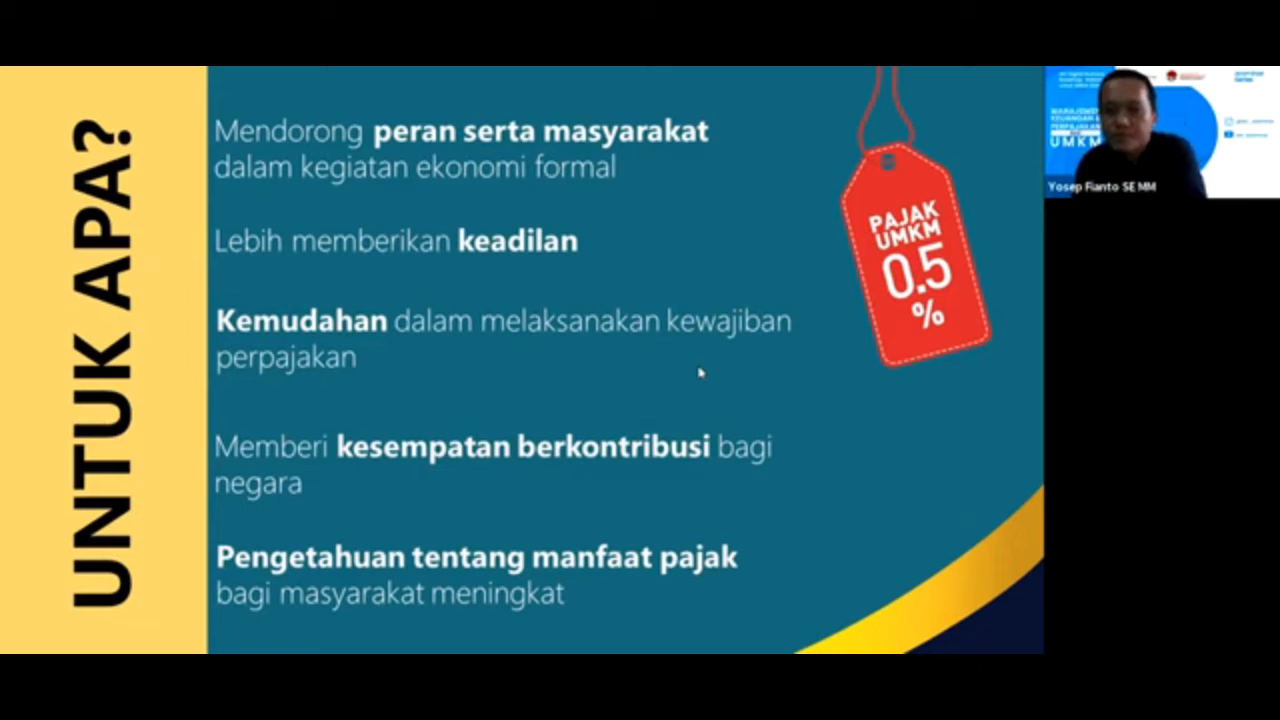 UNTUK APA?
Mendorong peran serta masyarakat
dalam kegiatan ekonomi formal
Lebih memberikan keadilan
Kemudahan dalam melaksanakan kewajiban
perpajakan
Memberi kesempatan berkontribusi bagi
negara
Pengetahuan tentang manfaat pajak
bagi masyarakat meningkat
PAJAK
UMKM
0.5
%
UMKM
Yosep Fianto SE MM